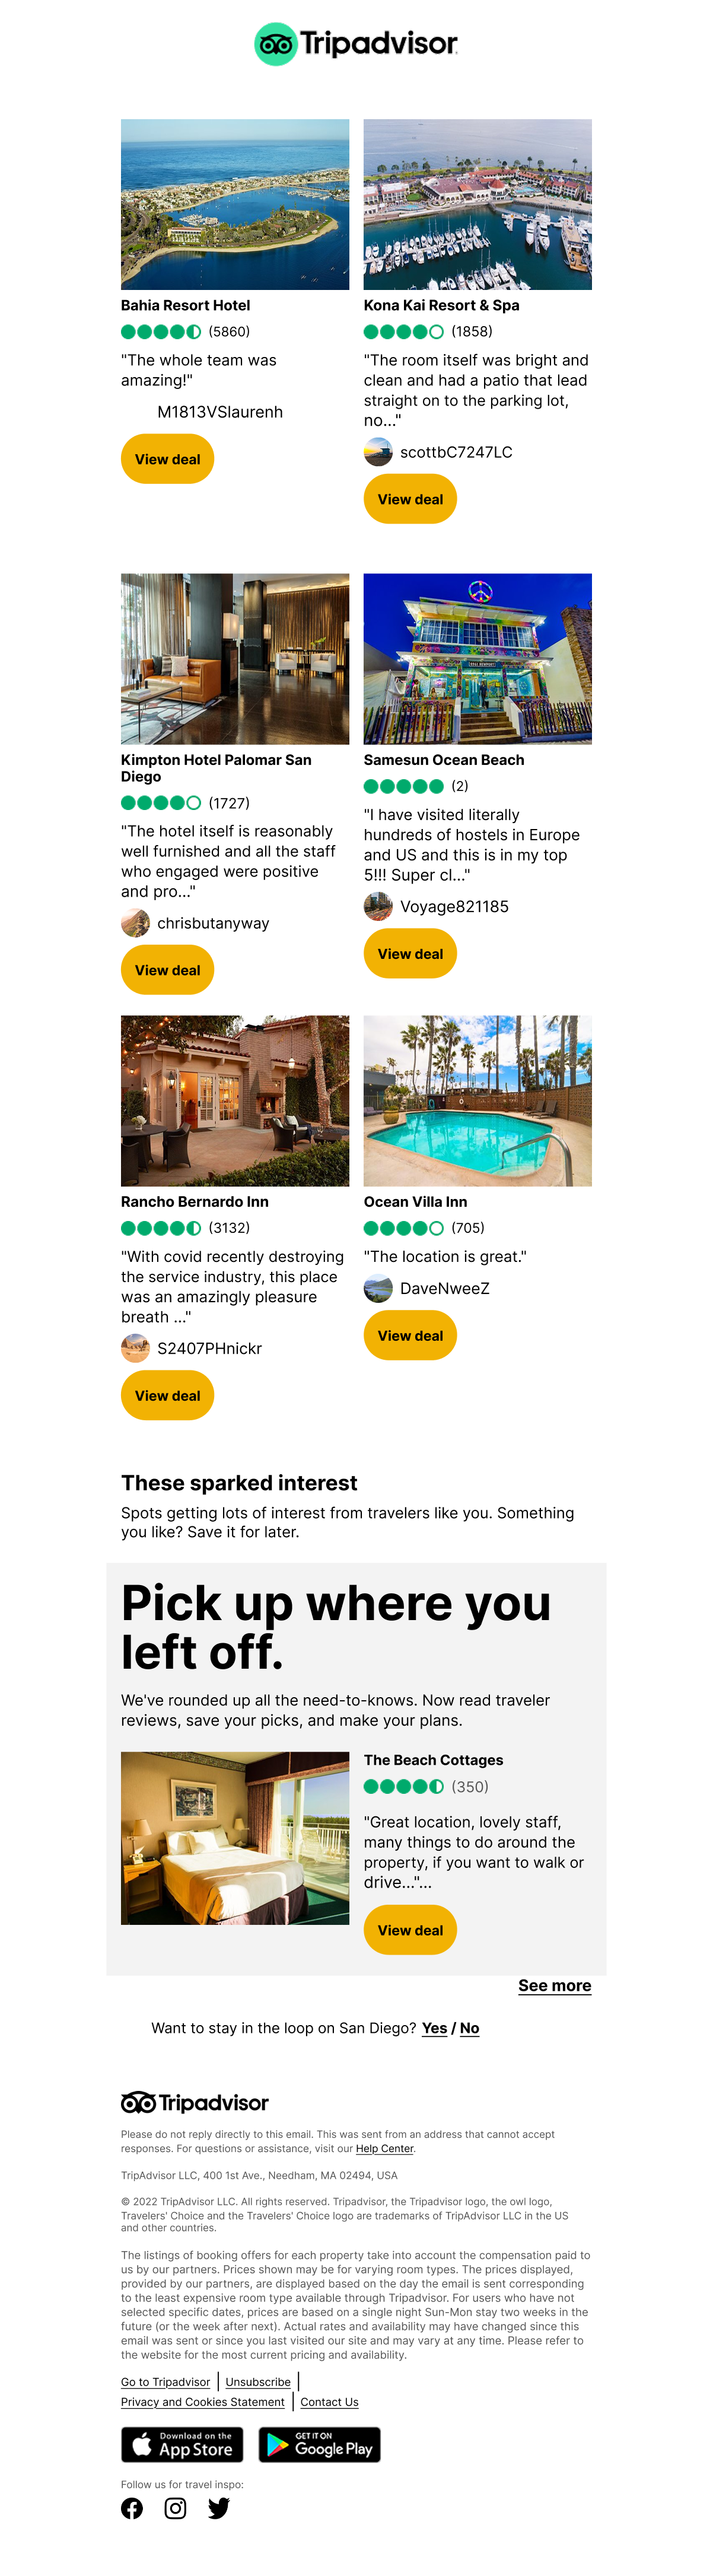 Tripadvisor
Bahia Resort Hotel
(5860)
"The whole team was
amazing!"
M1813VSlaurenh
View deal
Kona Kai Resort & Spa
(1858)
"The room itself was bright and
clean and had a patio that lead
straight on to the parking lot,
no..."
scottbC7247LC
View deal
Kimpton Hotel Palomar San
Diego
(1727)
"The hotel itself is reasonably
well furnished and all the staff
who engaged were positive
and pro..."
chrisbutanyway
View deal
Samesun Ocean Beach
(2)
"I have visited literally
hundreds of hostels in Europe
and US and this is in my top
5!!! Super cl..."
Voyage821185
View deal
Rancho Bernardo Inn
(3132)
"With covid recently destroying
the service industry, this place
was an amazingly pleasure
breath ..."
S2407PHnickr
View deal
Ocean Villa Inn
(705)
"The location is great."
DaveNweeZ
View deal
These sparked interest
Spots getting lots of interest from travelers like you. Something
you like? Save it for later.
Pick up where you
left off.
We've rounded up all the need-to-knows. Now read traveler
reviews, save your picks, and make your plans.
The Beach Cottages
(350)
"Great location, lovely staff,
many things to do around the
property, if you want to walk or
drive..."...
View deal
See more
Want to stay in the loop on San Diego? Yes / No
Tripadvisor
Please do not reply directly to this email. This was sent from an address that cannot accept
responses. For questions or assistance, visit our Help Center.
TripAdvisor LLC, 400 1st Ave., Needham, MA 02494, USA
© 2022 TripAdvisor LLC. All rights reserved. Tripadvisor, the Tripadvisor logo, the owl logo,
Travelers' Choice and the Travelers' Choice logo are trademarks of TripAdvisor LLC in the US
and other countries.
The listings of booking offers for each property take into account the compensation paid to
us by our partners. Prices shown may be for varying room types. The prices displayed,
provided by our partners, are displayed based on the day the email is sent corresponding
to the least expensive room type available through Tripadvisor. For users who have not
selected specific dates, prices are based on a single night Sun-Mon stay two weeks in the
future (or the week after next). Actual rates and availability may have changed since this
email was sent or since you last visited our site and may vary at any time. Please refer to
the website for the most current pricing and availability.
Go to Tripadvisor | Unsubscribe |
Privacy and Cookies Statement | Contact Us
Download on the
App Store
GET IT ON
Google Play
Follow us for travel inspo: